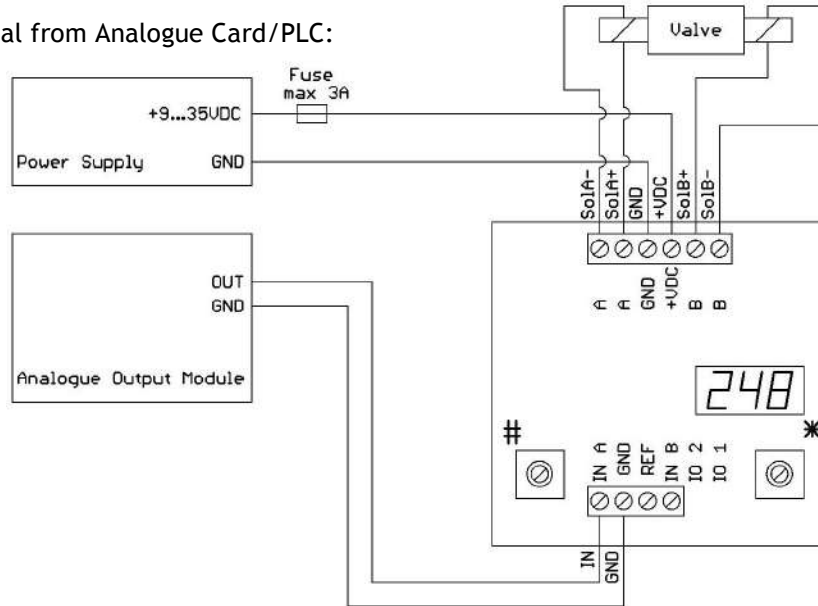 al from Analogue Card/PLC:
Valve
Fuse
max 3A
+9...35VDC
Power Supply
GND
SolA-
SolA+
GND
+VDC
SolB+
SolB-
A
A
GND
+VDC
B
B
OUT
GND
Analogue Output Module
248
#
*
IN A
GND
REF
IN B
IO 2
IO 1
IN
GND